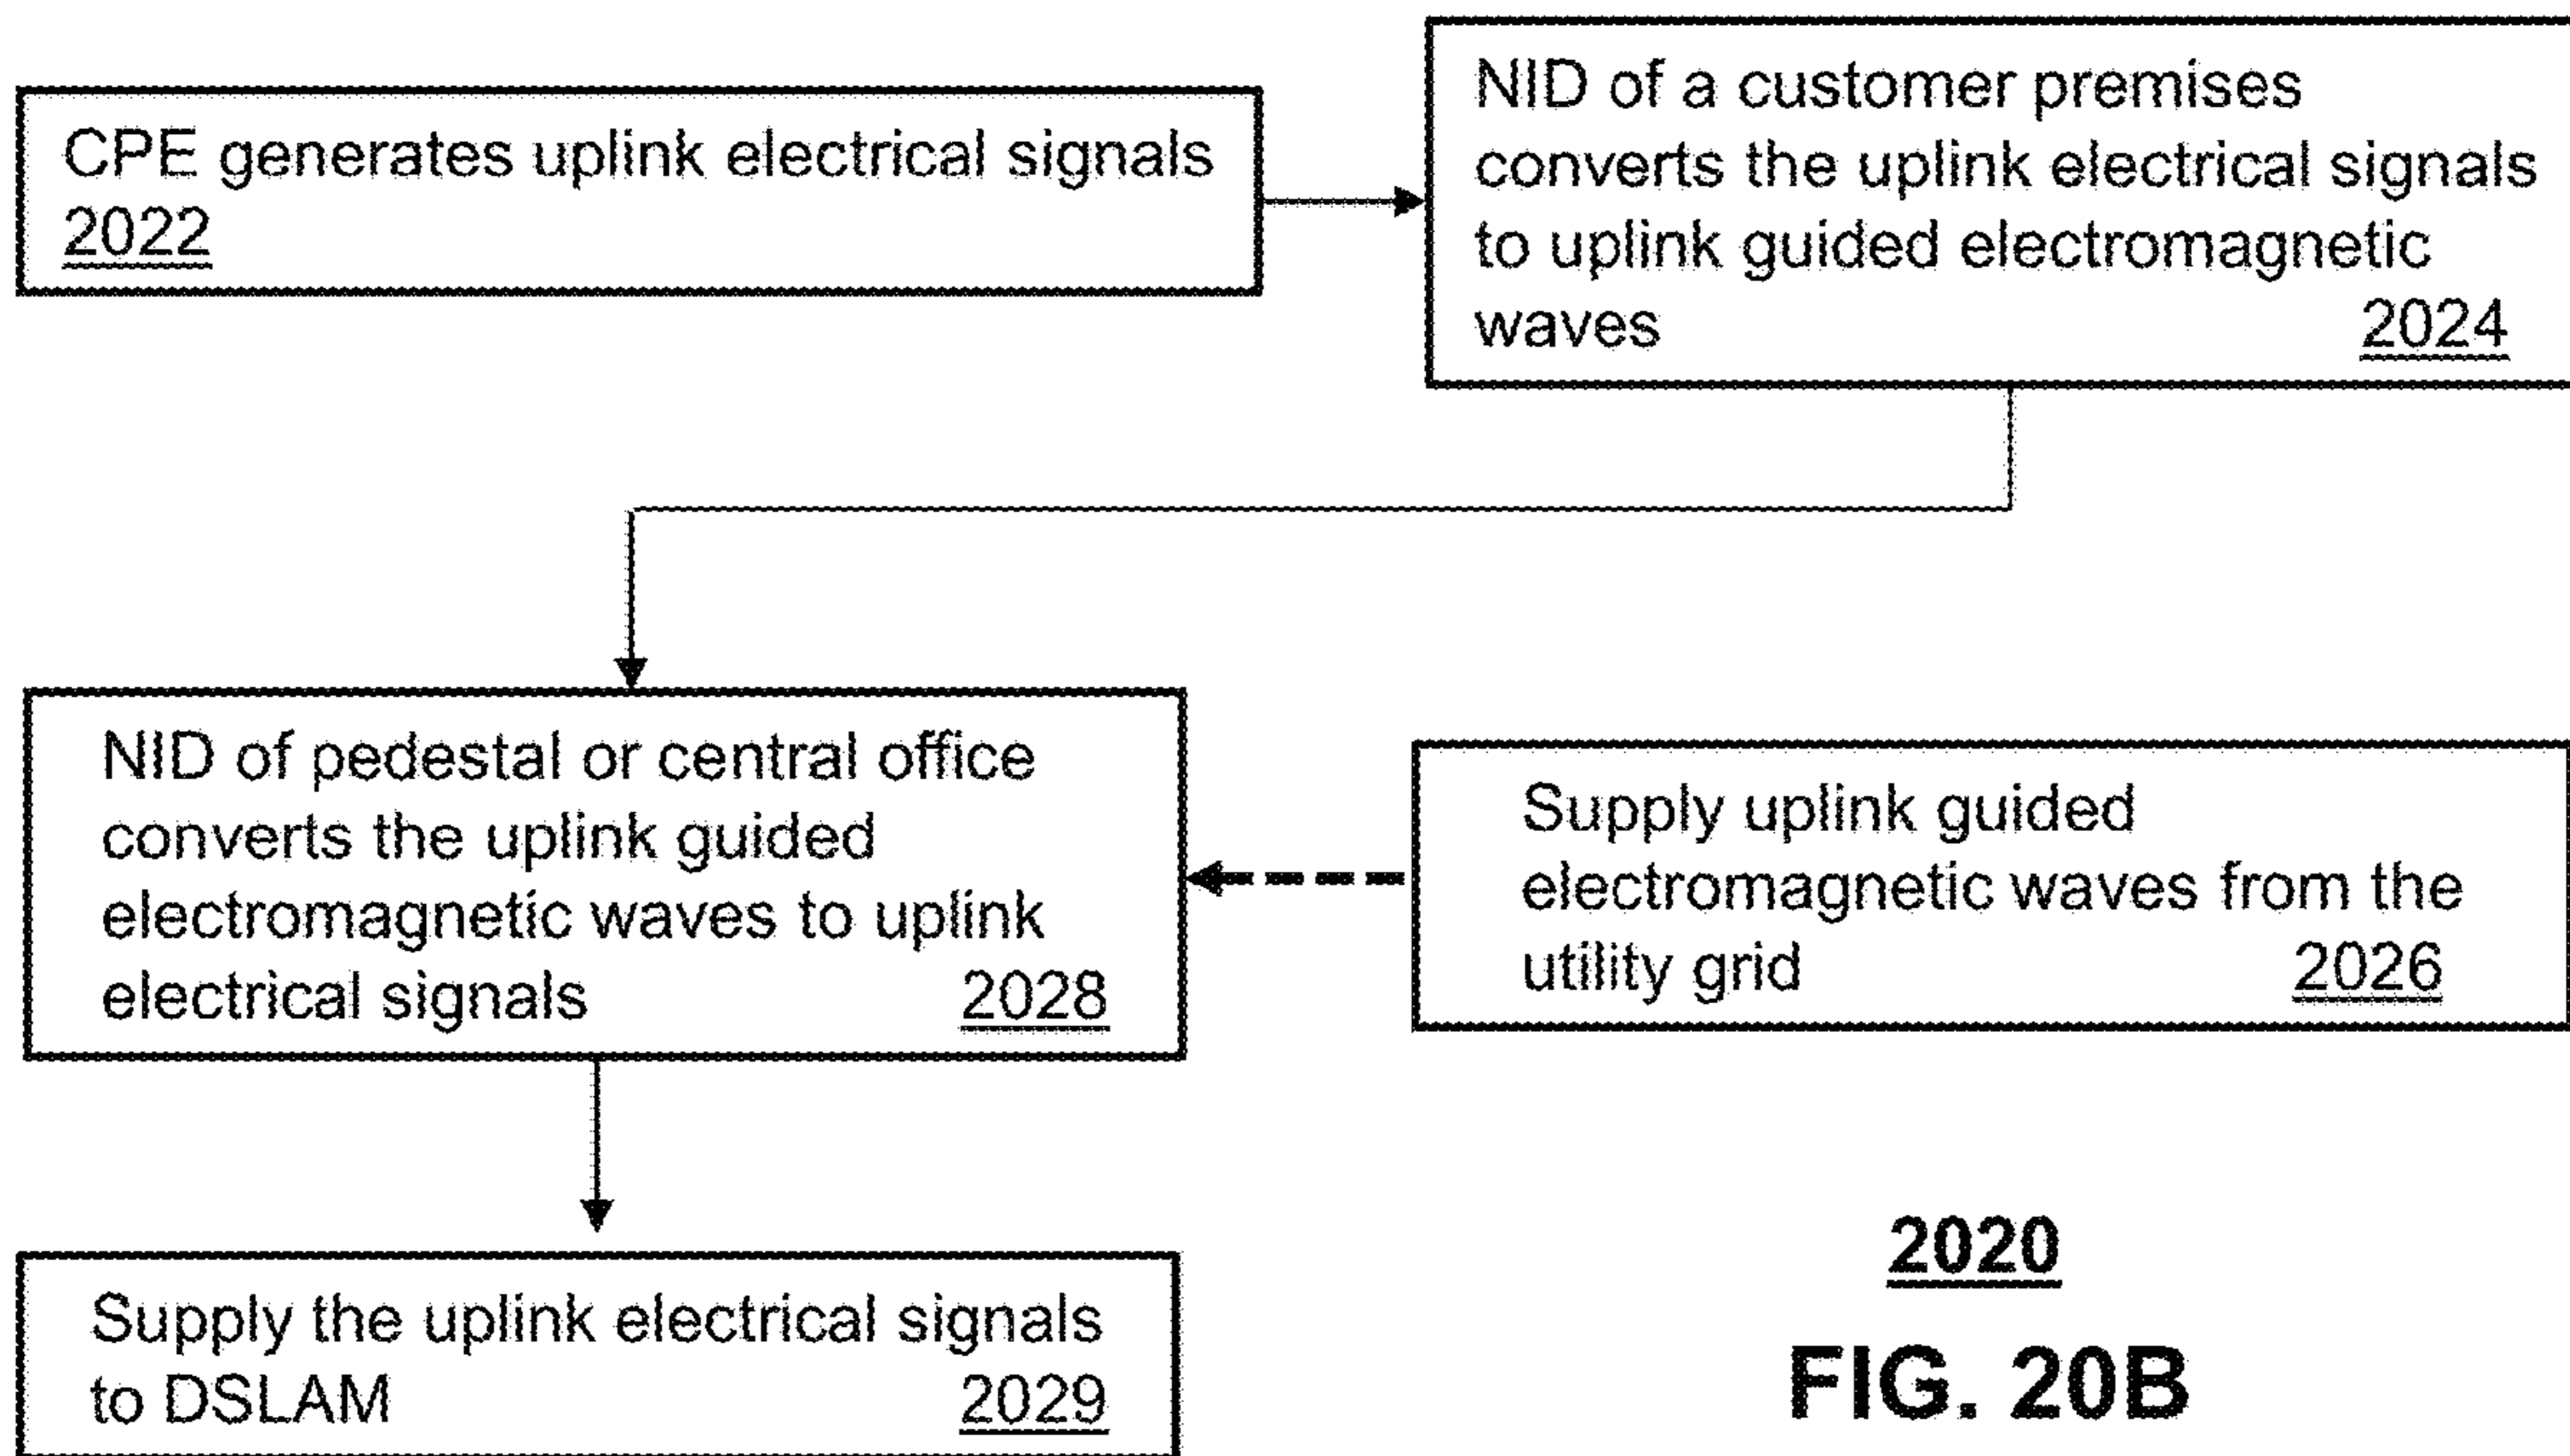 CPE generates uplink electrical signals
2022
NID of a customer premises
converts the uplink electrical signals
to uplink guided electromagnetic
waves 2024
NID of pedestal or central office
converts the uplink guided
electromagnetic waves to uplink
electrical signals 2028
Supply uplink guided
electromagnetic waves from the
utility grid 2026
Supply the uplink electrical signals
to DSLAM 2029
2020
FIG. 20B